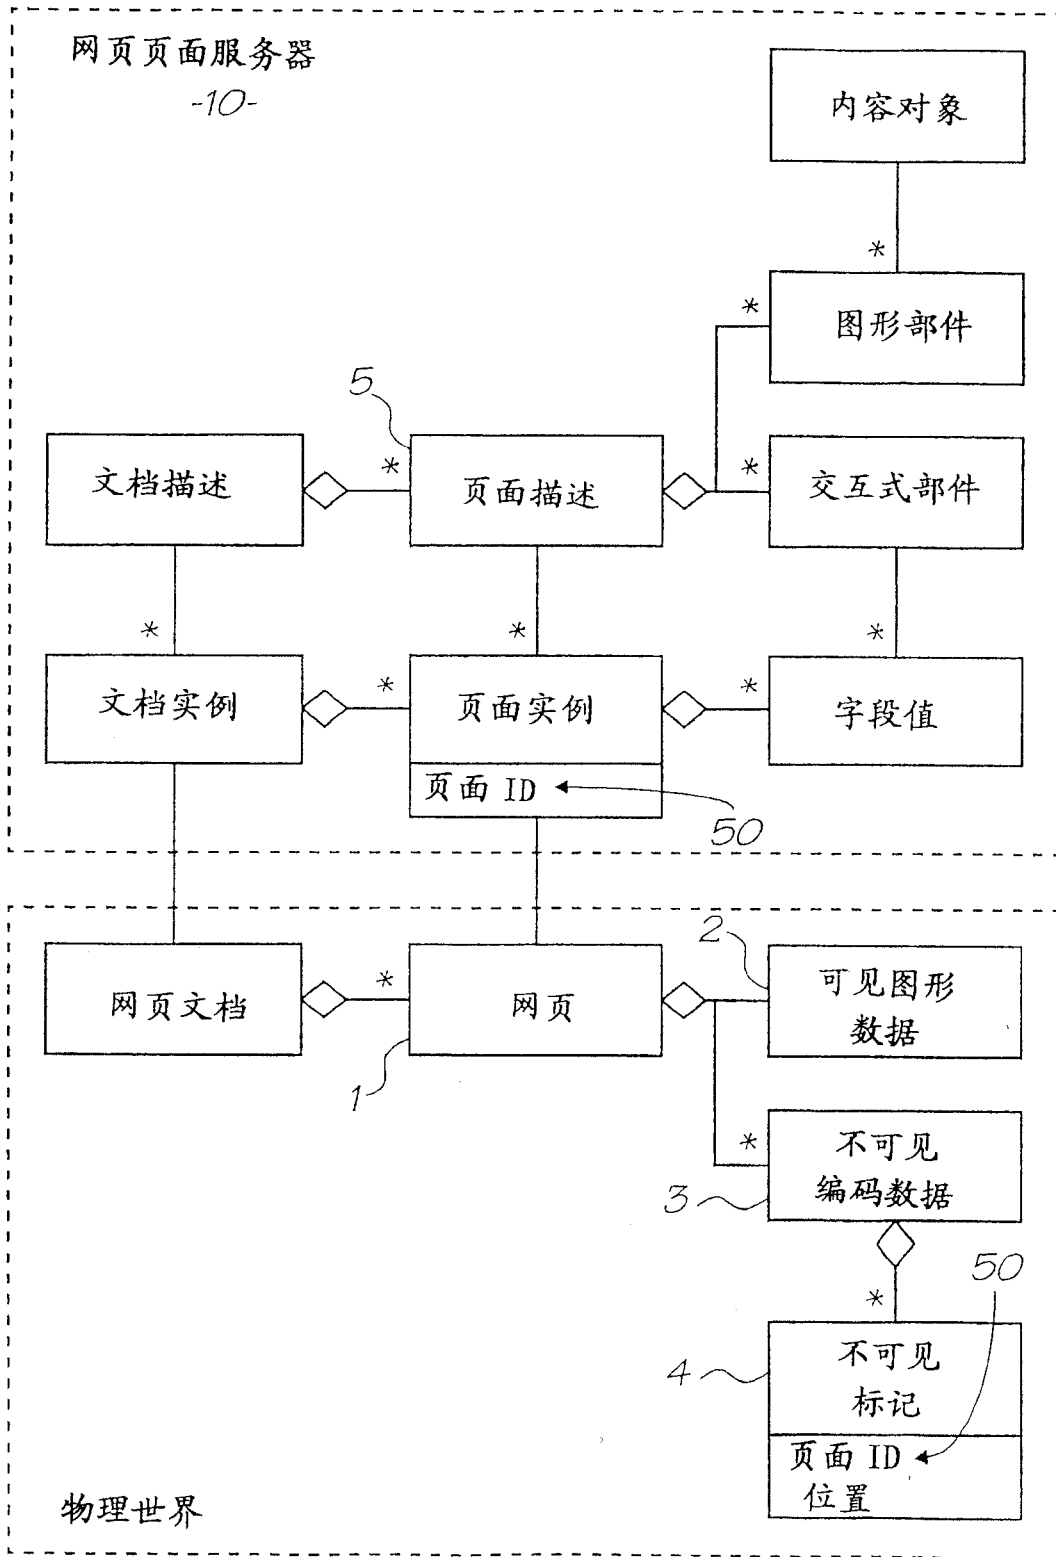 网页页面服务器
-10-
内容对象
*
图形部件
*
5
文档描述
*
页面描述
*
交互式部件
*
*
*
文档实例
*
页面实例
*
字段值
页面 ID
50
2
网页文档
*
网页
可见图形
数据
1
*
不可见
编码数据
3
*
50
4
不可见
标记
页面 ID
位置
物理世界